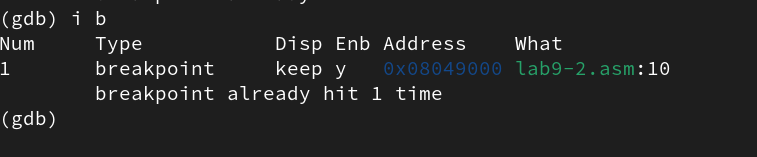 (gdb) i b
Num     Type           Disp Enb Address    What
1       breakpoint     keep y   0x08049000 lab9-2.asm:10
        breakpoint already hit 1 time
(gdb)